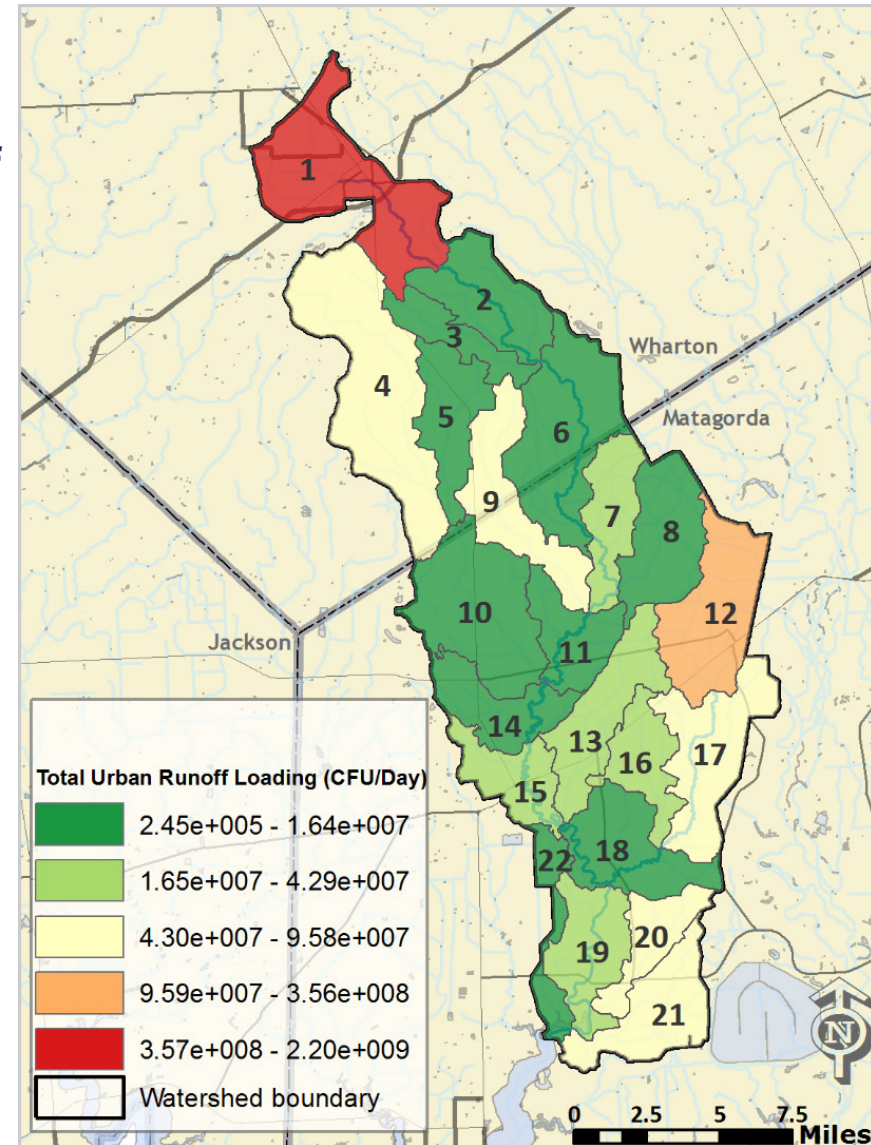 1
2
3
Wharton
4
5
6
Matagorda
9
7
8
10
12
Jackson
11
14
13
16
17
15
22
18
20
19
21
N
Total Urban Runoff Loading (CFU/Day)
2.45e+005 - 1.64e+007
1.65e+007 - 4.29e+007
4.30e+007 - 9.58e+007
9.59e+007 - 3.56e+008
3.57e+008 - 2.20e+009
Watershed boundary
0 2.5 5 7.5
Miles